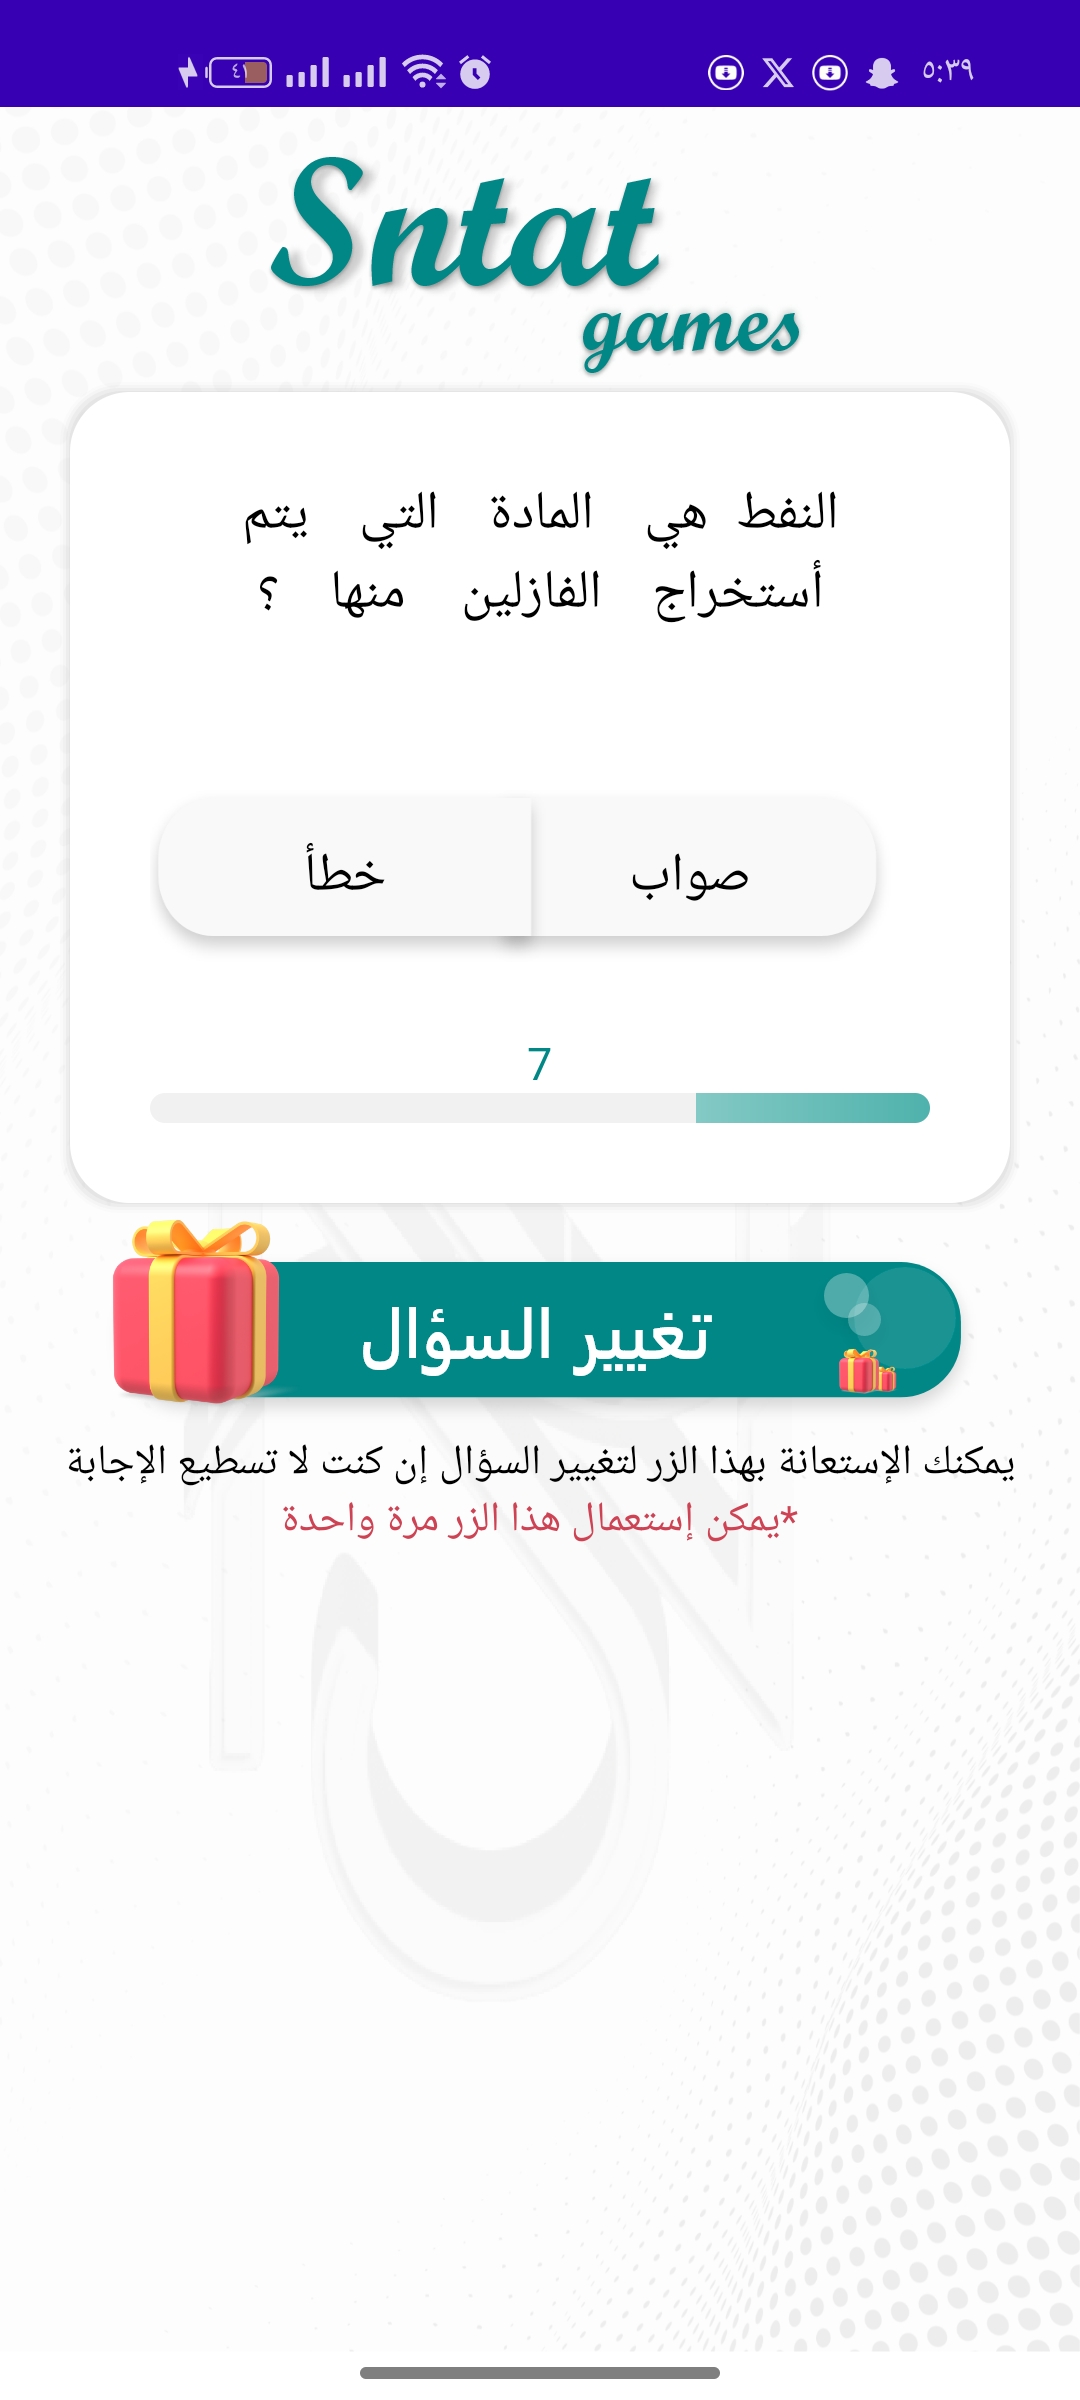 ٤١
٥:٣٩
Sntat
games
النفط هي المادة التي يتم
أستخراج الفازلين منها ؟
صواب
خطأ
7
تغيير السؤال
يمكنك الإستعانة بهذا الزر لتغيير السؤال إن كنت لا تسطيع الإجابة
*يمكن إستعمال هذا الزر مرة واحدة